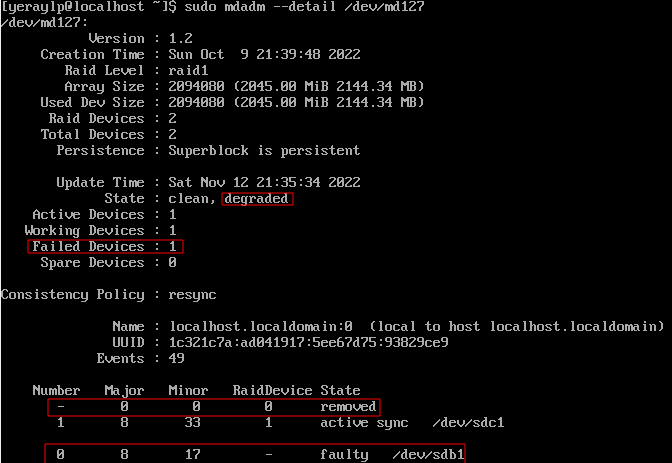 [yeraylp@localhost ~]$ sudo mdadm --detail /dev/md127
/dev/md127:
Version : 1.2
Creation Time : Sun Oct 9 21:39:48 2022
Raid Level : raid1
Array Size : 2094080 (2045.00 MiB 2144.34 MB)
Used Dev Size : 2094080 (2045.00 MiB 2144.34 MB)
Raid Devices : 2
Total Devices : 2
Persistence : Superblock is persistent
Update Time : Sat Nov 12 21:35:34 2022
State : clean, degraded
Active Devices : 1
Working Devices : 1
Failed Devices : 1
Spare Devices : 0
Consistency Policy : resync
Name : localhost.localdomain:0 (local to host localhost.localdomain)
UUID : 1c321c7a:ad041917:5ee67d75:93829ce9
Events : 49
Number Major Minor RaidDevice State
- 0 0 0 removed
1 8 33 1 active sync /dev/sdc1
0 8 17 - faulty /dev/sdb1